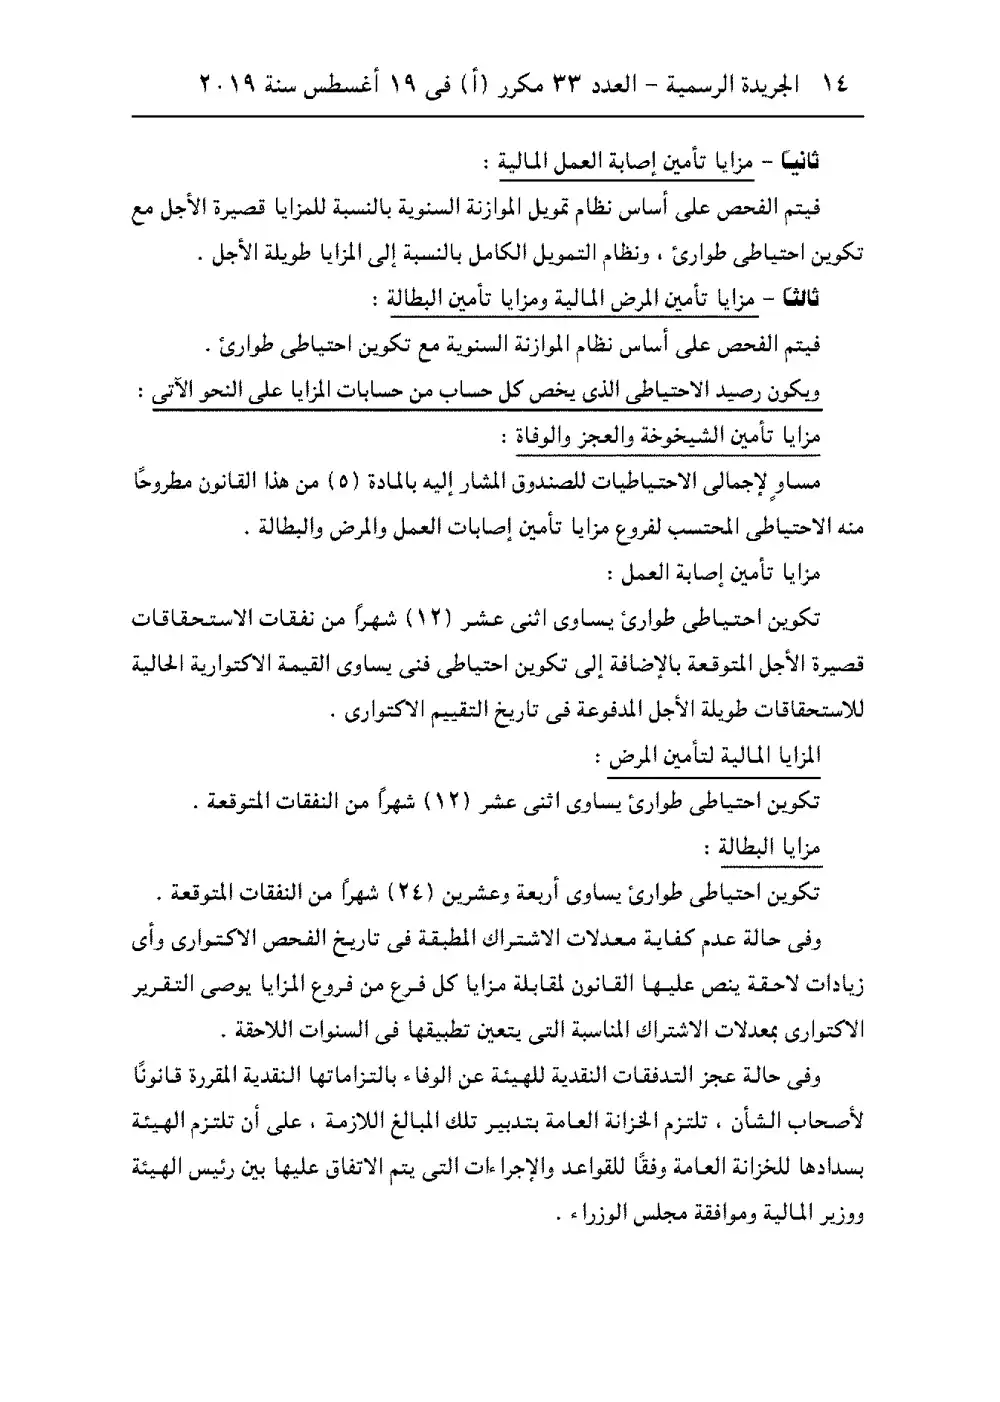 ١٤ الجريدة الرسمية - العدد ٣٣ مكرر (أ) فى ١٩ أغسطس سنة ٢٠١٩
ثانيًا - مزايا تأمين إصابة العمل المالية :
فيتم الفحص على أساس نظام تمويل الموازنة السنوية بالنسبة للمزايا قصيرة الأجل مع
تكوين احتياطى طوارئ ، ونظام التمويل الكامل بالنسبة إلى المزايا طويلة الأجل .
ثالثًا - مزايا تأمين المرض المالية ومزايا تأمين البطالة :
فيتم الفحص على أساس نظام الموازنة السنوية مع تكوين احتياطى طوارئ .
ويكون رصيد الاحتياطى الذى يخص كل حساب من حسابات المزايا على النحو الآتى :
مزايا تأمين الشيخوخة والعجز والوفاة :
مساوٍ لإجمالى الاحتياطيات للصندوق المشار إليه بالمادة (٥) من هذا القانون مطروحًا
منه الاحتياطى المحتسب لفروع مزايا تأمين إصابات العمل والمرض والبطالة .
مزايا تأمين إصابة العمل :
تكوين احتياطى طوارئ يساوى اثنى عشر (١٢) شهرًا من نفقات الاستحقاقات
قصيرة الأجل المتوقعة بالإضافة إلى تكوين احتياطى فنى يساوى القيمة الاكتوارية الحالية
للاستحقاقات طويلة الأجل المدفوعة فى تاريخ التقييم الاكتوارى .
المزايا المالية لتأمين المرض :
تكوين احتياطى طوارئ يساوى اثنى عشر (١٢) شهرًا من النفقات المتوقعة .
مزايا البطالة :
تكوين احتياطى طوارئ يساوى أربعة وعشرين (٢٤) شهرًا من النفقات المتوقعة .
وفى حالة عدم كفاية معدلات الاشتراك المطبقة فى تاريخ الفحص الاكتوارى وأى
زيادات لاحقة ينص عليها القانون لمقابلة مزايا كل فرع من فروع المزايا يوصى التقرير
الاكتوارى بمعدلات الاشتراك المناسبة التى يتعين تطبيقها فى السنوات اللاحقة .
وفى حالة عجز التدفقات النقدية للهيئة عن الوفاء بالتزاماتها النقدية المقررة قانونًا
لأصحاب الشأن ، تلتزم الخزانة العامة بتدبير تلك المبالغ اللازمة ، على أن تلتزم الهيئة
بسدادها للخزانة العامة وفقًا للقواعد والإجراءات التى يتم الاتفاق عليها بين رئيس الهيئة
ووزير المالية وموافقة مجلس الوزراء .